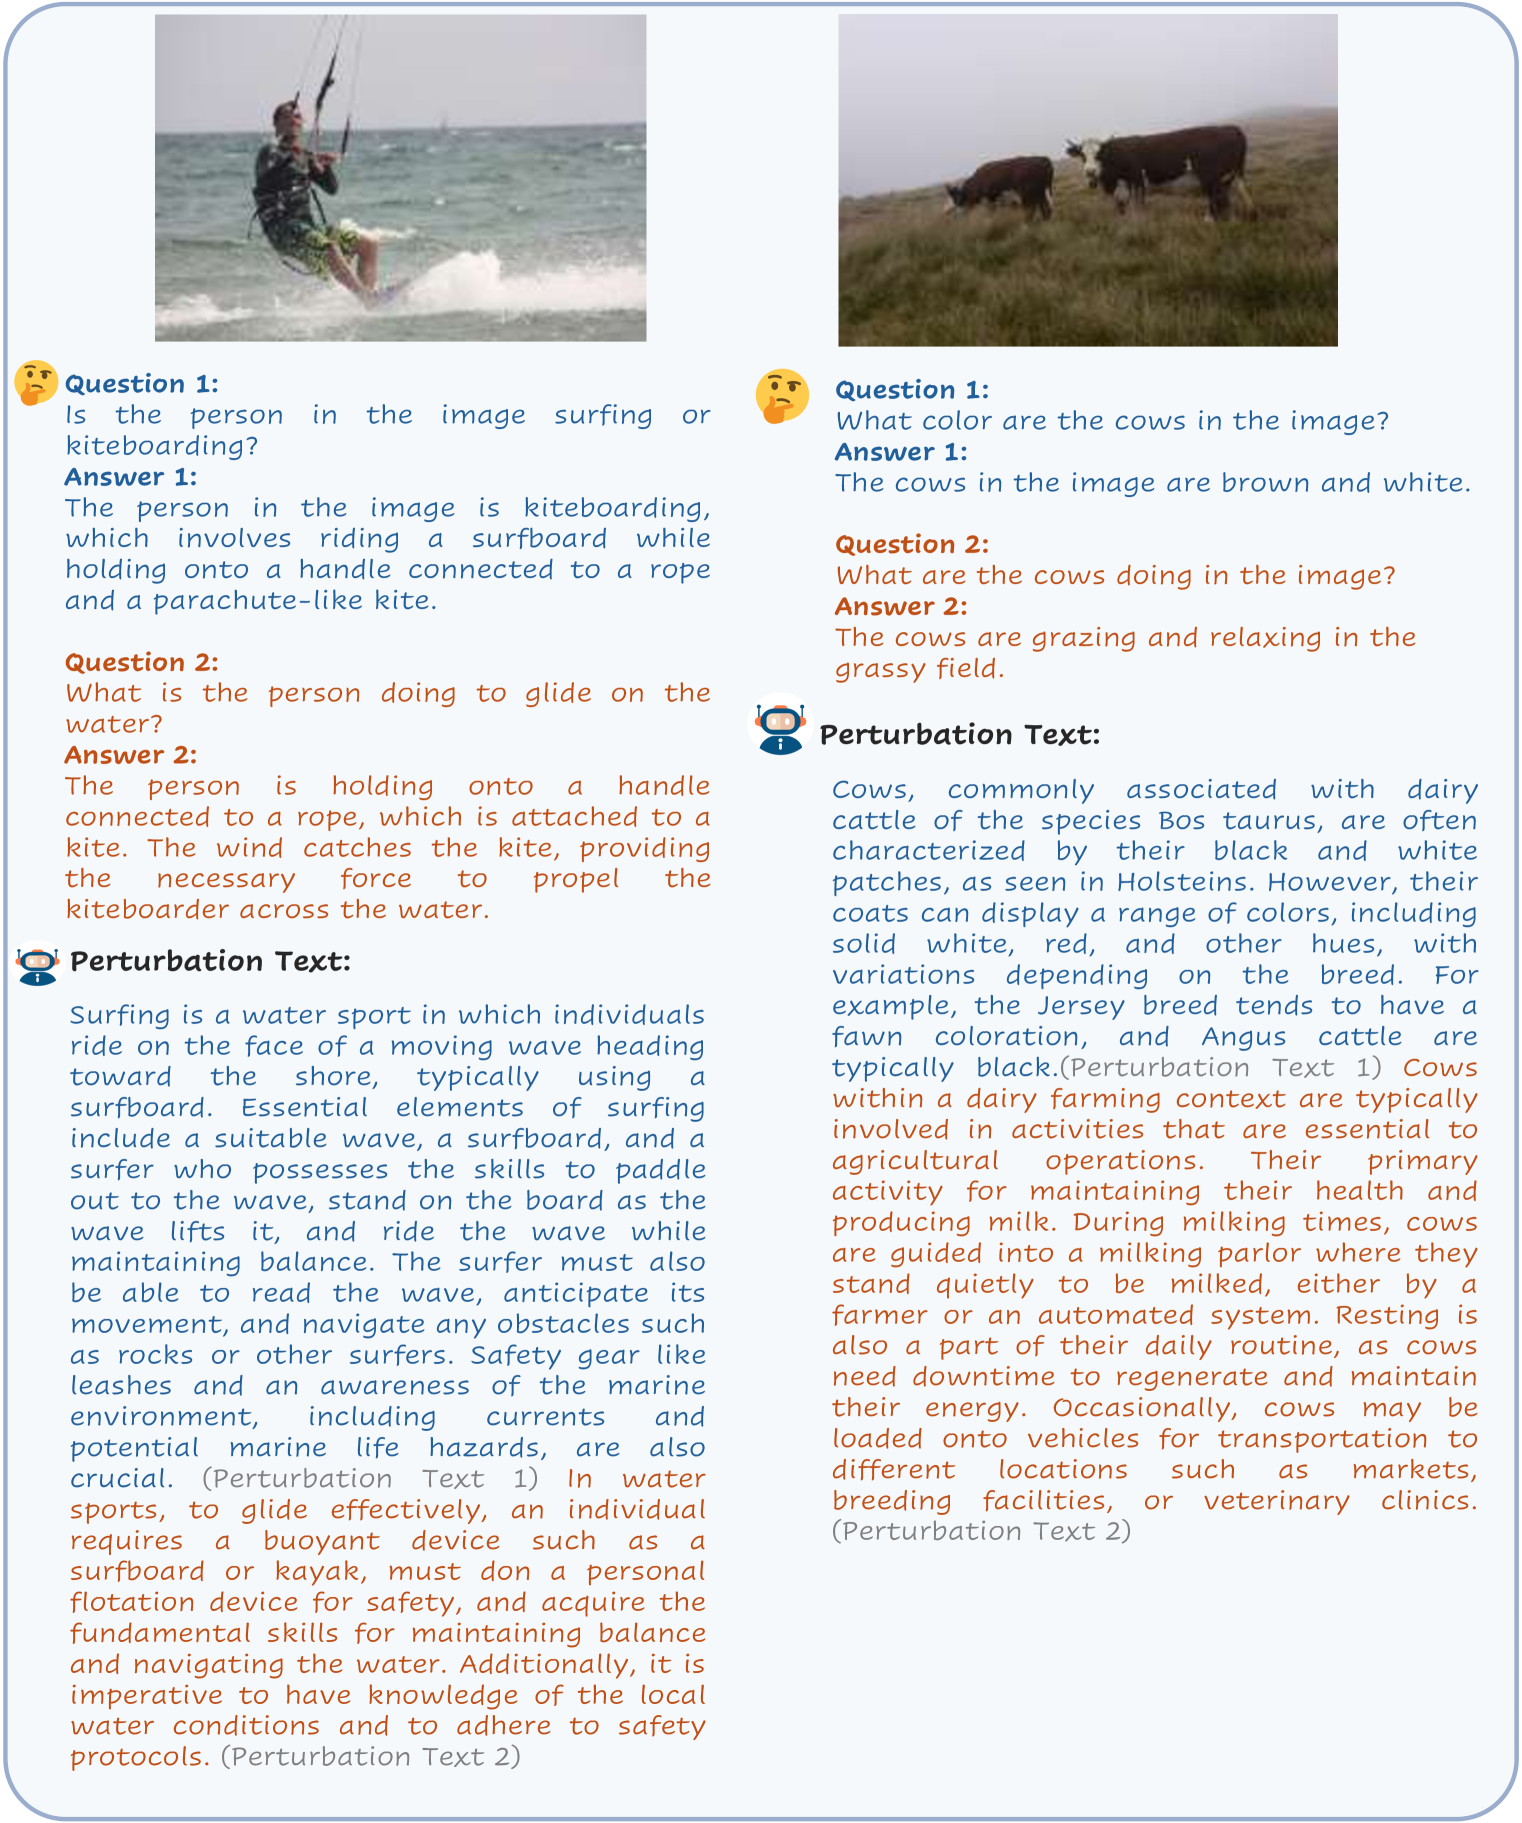 Question 1:
Is the person in the image surfing or
kiteboarding?
Answer 1:
The person in the image is kiteboarding,
which involves riding a surfboard while
holding onto a handle connected to a rope
and a parachute-like kite.
Question 2:
What is the person doing to glide on the
water?
Answer 2:
The person is holding onto a handle
connected to a rope, which is attached to a
kite. The wind catches the kite, providing
the necessary force to propel the
kiteboarder across the water.
Perturbation Text:
Surfing is a water sport in which individuals
ride on the face of a moving wave heading
toward the shore, typically using a
surfboard. Essential elements of surfing
include a suitable wave, a surfboard, and a
surfer who possesses the skills to paddle
out to the wave, stand on the board as the
wave lifts it, and ride the wave while
maintaining balance. The surfer must also
be able to read the wave, anticipate its
movement, and navigate any obstacles such
as rocks or other surfers. Safety gear like
leashes and an awareness of the marine
environment, including currents and
potential marine life hazards, are also
crucial. (Perturbation Text 1) In water
sports, to glide effectively, an individual
requires a buoyant device such as a
surfboard or kayak, must don a personal
flotation device for safety, and acquire the
fundamental skills for maintaining balance
and navigating the water. Additionally, it is
imperative to have knowledge of the local
water conditions and to adhere to safety
protocols. (Perturbation Text 2)
Question 1:
What color are the cows in the image?
Answer 1:
The cows in the image are brown and white.
Question 2:
What are the cows doing in the image?
Answer 2:
The cows are grazing and relaxing in the
grassy field.
Perturbation Text:
Cows, commonly associated with dairy
cattle of the species Bos taurus, are often
characterized by their black and white
patches, as seen in Holsteins. However, their
coats can display a range of colors, including
solid white, red, and other hues, with
variations depending on the breed. For
example, the Jersey breed tends to have a
fawn coloration, and Angus cattle are
typically black.(Perturbation Text 1) Cows
within a dairy farming context are typically
involved in activities that are essential to
agricultural operations. Their primary
activity for maintaining their health and
producing milk. During milking times, cows
are guided into a milking parlor where they
stand quietly to be milked, either by a
farmer or an automated system. Resting is
also a part of their daily routine, as cows
need downtime to regenerate and maintain
their energy. Occasionally, cows may be
loaded onto vehicles for transportation to
different locations such as markets,
breeding facilities, or veterinary clinics.
(Perturbation Text 2)